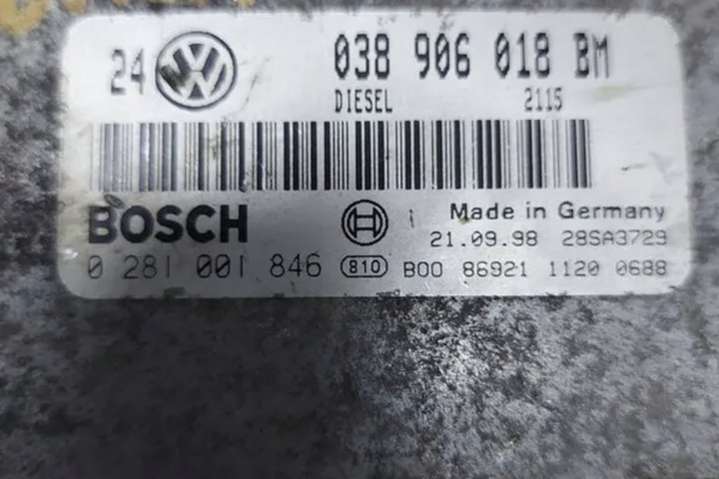 24 VW 038 906 018 BM
DIESEL 2115
BOSCH Made in Germany
21.09.98 28SA3729
0 281 001 846 810 B00 86921 1120 0688